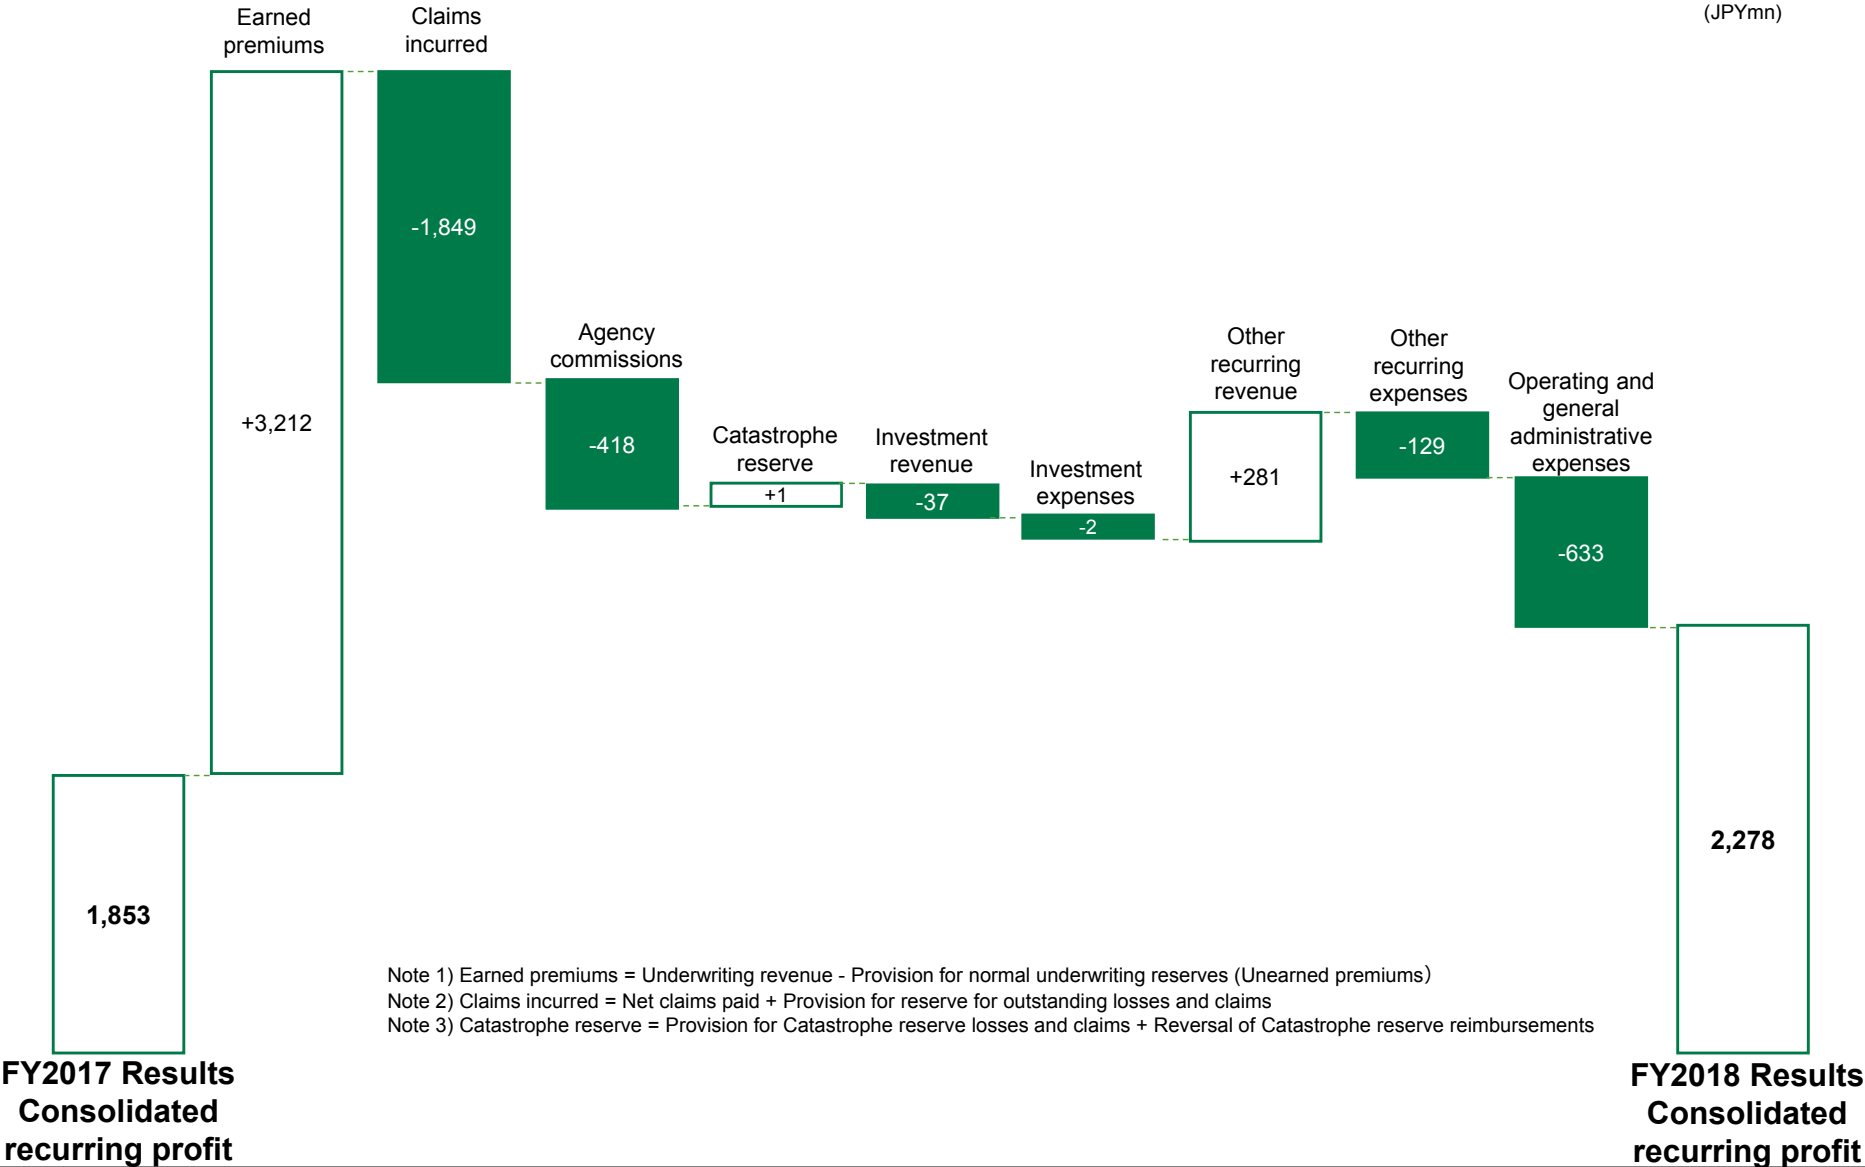 (JPYmn)
Earned
premiums
Claims
incurred
-1,849
+3,212
Agency
commissions
-418
Catastrophe
reserve
+1
Investment
revenue
-37
Investment
expenses
-2
Other
recurring
revenue
+281
Other
recurring
expenses
-129
Operating and
general
administrative
expenses
-633
2,278
1,853
Note 1) Earned premiums = Underwriting revenue - Provision for normal underwriting reserves (Unearned premiums）
Note 2) Claims incurred = Net claims paid + Provision for reserve for outstanding losses and claims
Note 3) Catastrophe reserve = Provision for Catastrophe reserve losses and claims + Reversal of Catastrophe reserve reimbursements
FY2017 Results
Consolidated
recurring profit
FY2018 Results
Consolidated
recurring profit